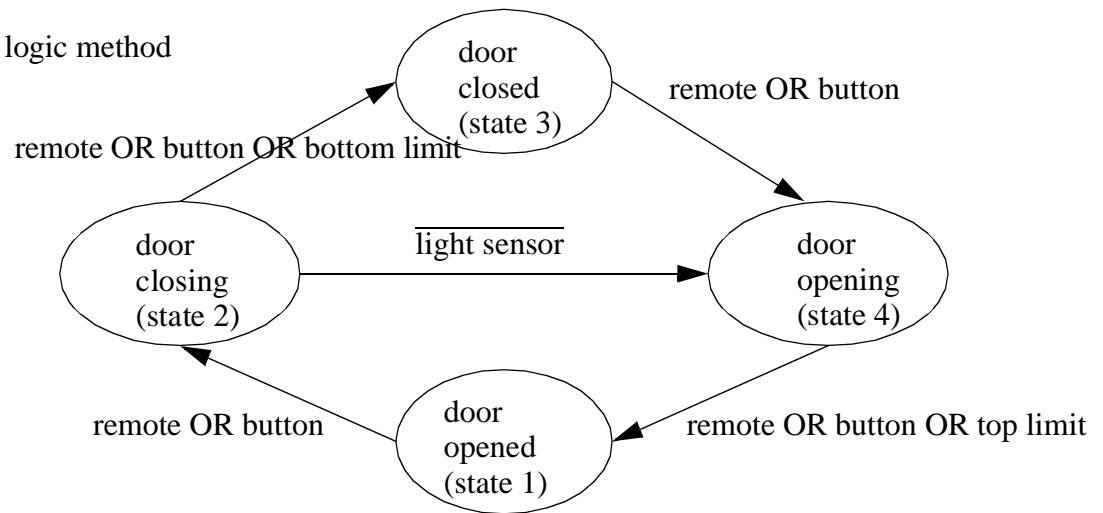 logic method
door
closed
(state 3)
remote OR button
remote OR button OR bottom limit
light sensor
door
closing
(state 2)
door
opening
(state 4)
remote OR button
door
opened
(state 1)
remote OR button OR top limit